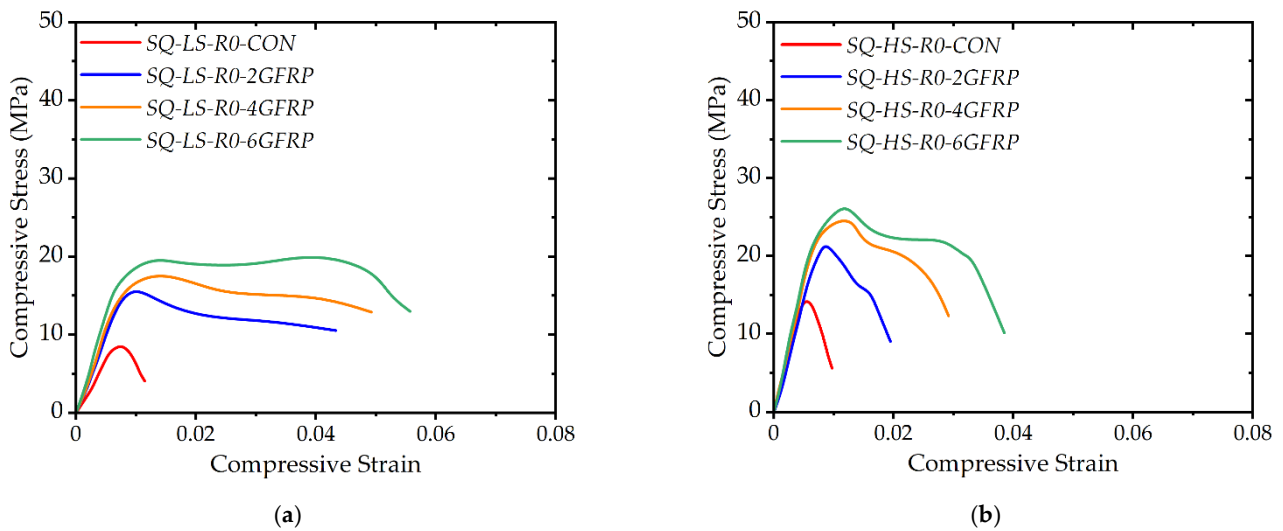 50
40
30
20
10
0
Compressive Stress (MPa)
SQ-LS-R0-CON
SQ-LS-R0-2GFRP
SQ-LS-R0-4GFRP
SQ-LS-R0-6GFRP
0 0.02 0.04 0.06 0.08
Compressive Strain
(a)
50
40
30
20
10
0
Compressive Stress (MPa)
SQ-HS-R0-CON
SQ-HS-R0-2GFRP
SQ-HS-R0-4GFRP
SQ-HS-R0-6GFRP
0 0.02 0.04 0.06 0.08
Compressive Strain
(b)